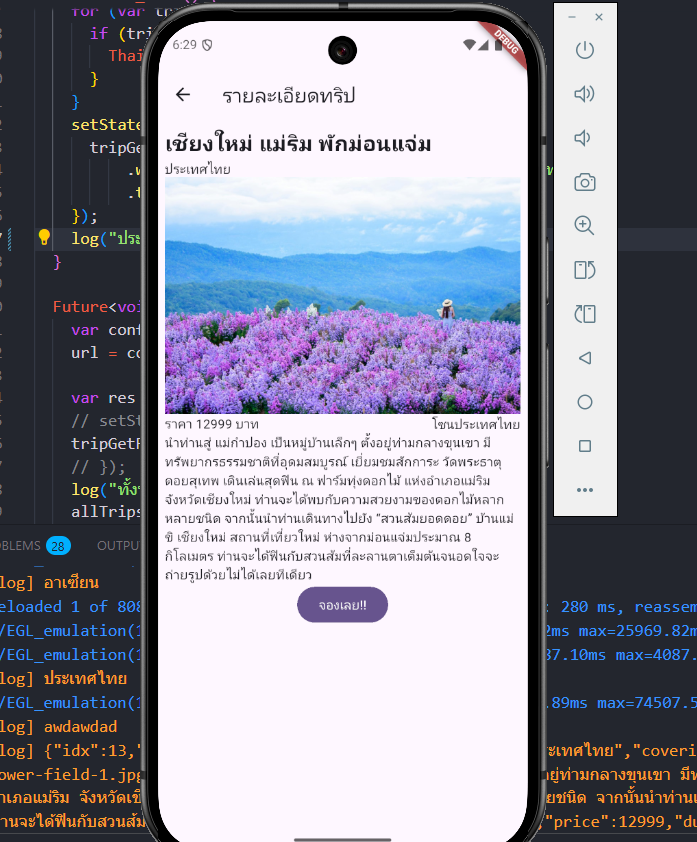 for (var tri
6:29
DEBUG
if (tri
Thai
}
}
รายละเอียดทริป
setState
เชียงใหม่ แม่ริม พักม่อนแจ่ม
tripGet
ประเทศไทย
});
log("ประ
}
Future<voi
var conf
url = co
var res
// setSt
tripGetR
// });
log("ทั้ง
allTrips
ราคา 12999 บาท
โซนประเทศไทย
นำท่านสู่ แม่กำปอง เป็นหมู่บ้านเล็กๆ ตั้งอยู่ท่ามกลางขุนเขา มี
ทรัพยากรธรรมชาติที่อุดมสมบูรณ์ เยี่ยมชมสักการะ วัดพระธาตุ
ดอยสุเทพ เดินเล่นสุดฟิน ณ ฟาร์มทุ่งดอกไม้ แห่งอำเภอแม่ริม
จังหวัดเชียงใหม่ ท่านจะได้พบกับความสวยงามของดอกไม้หลาก
หลายชนิด จากนั้นนำท่านเดินทางไปยัง “สวนส้มยอดดอย” บ้านแม่
ขิ เชียงใหม่ สถานที่เที่ยวใหม่ ห่างจากม่อนแจ่มประมาณ 8
กิโลเมตร ท่านจะได้ฟินกับสวนส้มที่ละลานตาเต็มต้นจนอดใจจะ
ถ่ายรูปด้วยไม่ได้เลยทีเดียว
จองเลย!!
OBLEMS 28 OUTPU
log] อาเซียน
eloaded 1 of 808 : 280 ms, reassem
/EGL_emulation(1 2ms max=25969.82m
/EGL_emulation(1 37.10ms max=4087.
log] ประเทศไทย
/EGL_emulation(1 .89ms max=74507.5
log] awdawdad
log] {"idx":13," ระเทศไทย","coveri
ower-field-1.jpg อยู่ท่ามกลางขุนเขา มีท
าเภอแม่ริม จังหวัดเชี ยชนิด จากนั้นนำท่านเ
านจะได้ฟินกับสวนส้ม ,"price":12999,"du